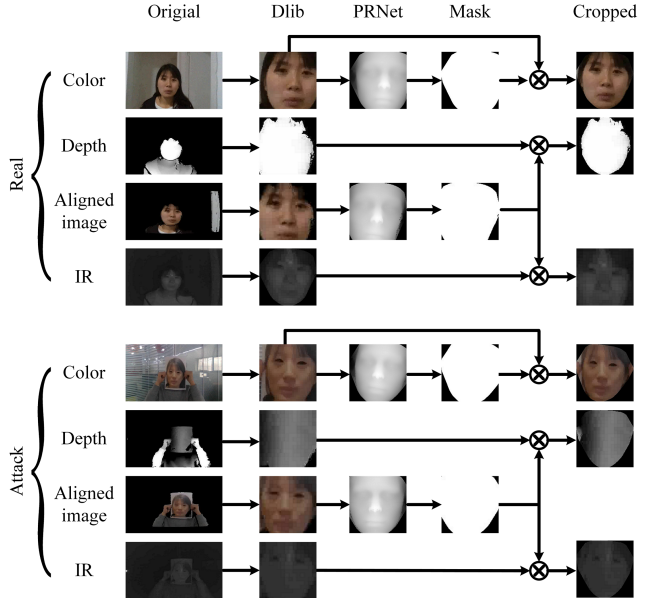 Origial Dlib PRNet Mask Cropped
Color
Depth
Aligned
image
IR
Real
Color
Depth
Aligned
image
IR
Attack